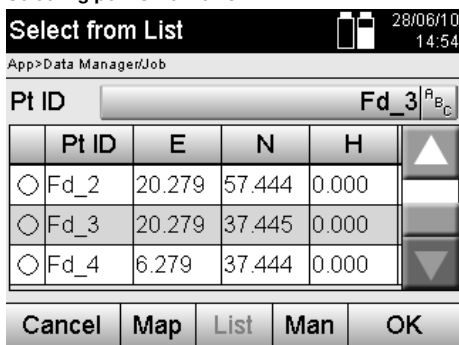 Select from List
28/06/10
14:54
App>Data Manager/Job
Pt ID Fd_3 ABC
Pt ID E N H
Fd_2 20.279 57.444 0.000
Fd_3 20.279 37.445 0.000
Fd_4 6.279 37.444 0.000
Cancel Map List Man OK